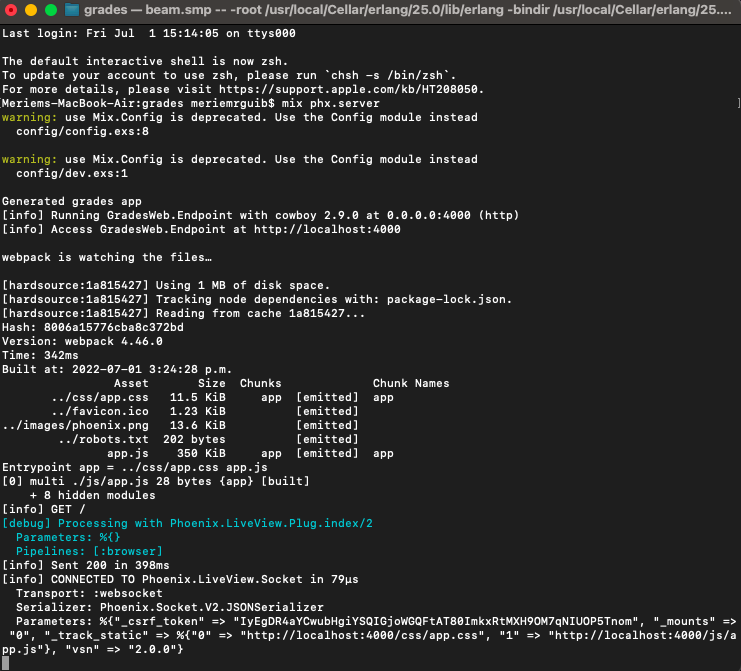 grades — beam.smp -- -root /usr/local/Cellar/erlang/25.0/lib/erlang -bindir /usr/local/Cellar/erlang/25....
Last login: Fri Jul  1 15:14:05 on ttys000

The default interactive shell is now zsh.
To update your account to use zsh, please run `chsh -s /bin/zsh`.
For more details, please visit https://support.apple.com/kb/HT208050.
[Meriems-MacBook-Air:grades meriemrguib$ mix phx.server ]
warning: use Mix.Config is deprecated. Use the Config module instead
  config/config.exs:8

warning: use Mix.Config is deprecated. Use the Config module instead
  config/dev.exs:1

Generated grades app
[info] Running GradesWeb.Endpoint with cowboy 2.9.0 at 0.0.0.0:4000 (http)
[info] Access GradesWeb.Endpoint at http://localhost:4000

webpack is watching the files…

[hardsource:1a815427] Using 1 MB of disk space.
[hardsource:1a815427] Tracking node dependencies with: package-lock.json.
[hardsource:1a815427] Reading from cache 1a815427...
Hash: 8006a15776cba8c372bd
Version: webpack 4.46.0
Time: 342ms
Built at: 2022-07-01 3:24:28 p.m.
                Asset       Size  Chunks             Chunk Names
       ../css/app.css   11.5 KiB     app  [emitted]  app
       ../favicon.ico   1.23 KiB          [emitted]
../images/phoenix.png   13.6 KiB          [emitted]
        ../robots.txt  202 bytes          [emitted]
               app.js    350 KiB     app  [emitted]  app
Entrypoint app = ../css/app.css app.js
[0] multi ./js/app.js 28 bytes {app} [built]
    + 8 hidden modules
[info] GET /
[debug] Processing with Phoenix.LiveView.Plug.index/2
  Parameters: %{}
  Pipelines: [:browser]
[info] Sent 200 in 398ms
[info] CONNECTED TO Phoenix.LiveView.Socket in 79µs
  Transport: :websocket
  Serializer: Phoenix.Socket.V2.JSONSerializer
  Parameters: %{"_csrf_token" => "IyEgDR4aYCwubHgiYSQIGjoWGQFtAT80ImkxRtMXH9OM7qNIUOP5Tnom", "_mounts" =>
 "0", "_track_static" => %{"0" => "http://localhost:4000/css/app.css", "1" => "http://localhost:4000/js/a
pp.js"}, "vsn" => "2.0.0"}